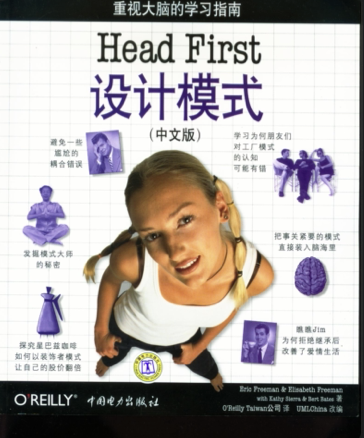 重视大脑的学习指南
Head First
设计模式
(中文版)
避免一些
尴尬的
耦合错误
学习为何朋友们
对工厂模式
的认知
可能有错
发掘模式大师
的秘密
把事关紧要的模式
直接装入脑海里
探究星巴兹咖啡
如何以装饰者模式
让自己的股价翻倍
瞧瞧Jim
为何拒绝继承后
改善了爱情生活
Eric Freeman & Elisabeth Freeman
with Kathy Sierra & Bert Bates 著
O'Reilly Taiwan公司 译 UMLChina 改编
O'REILLY®
中国电力出版社